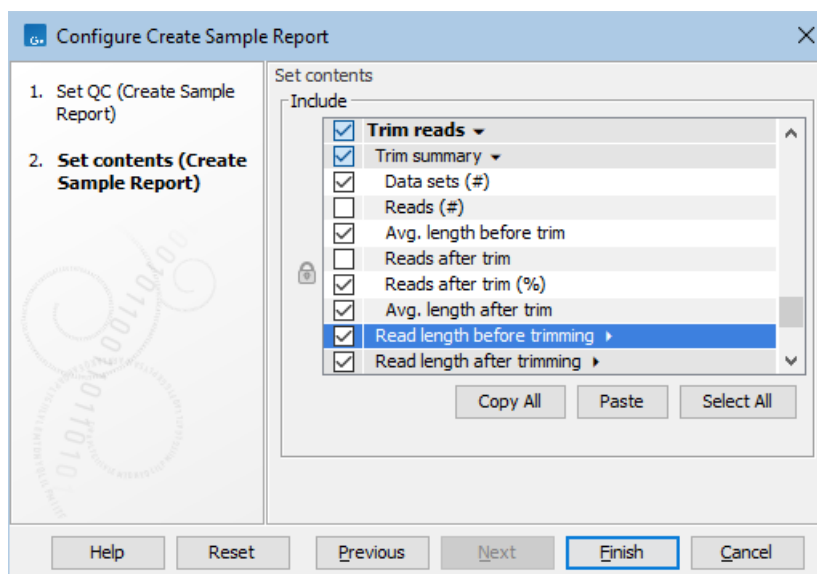 Configure Create Sample Report
1. Set QC (Create Sample
Report)
2. Set contents (Create
Sample Report)
Set contents
Include
Trim reads
Trim summary
Data sets (#)
Reads (#)
Avg. length before trim
Reads after trim
Reads after trim (%)
Avg. length after trim
Read length before trimming
Read length after trimming
Copy All
Paste
Select All
Help
Reset
Previous
Next
Finish
Cancel